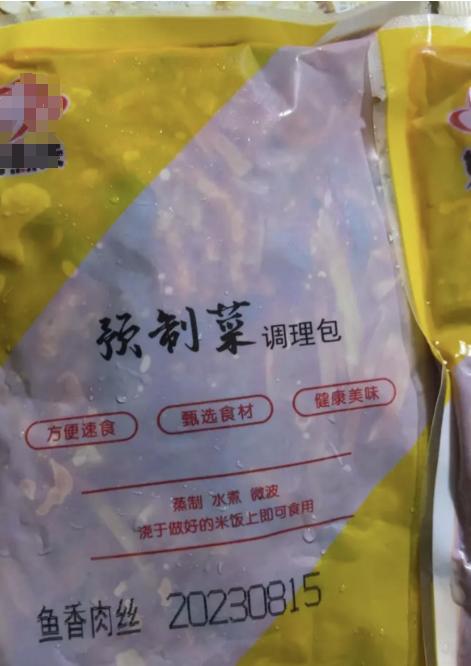 预制菜 调理包
方便速食 甄选食材 健康美味
蒸制 水煮 微波
浇于做好的米饭上即可食用
鱼香肉丝 20230815